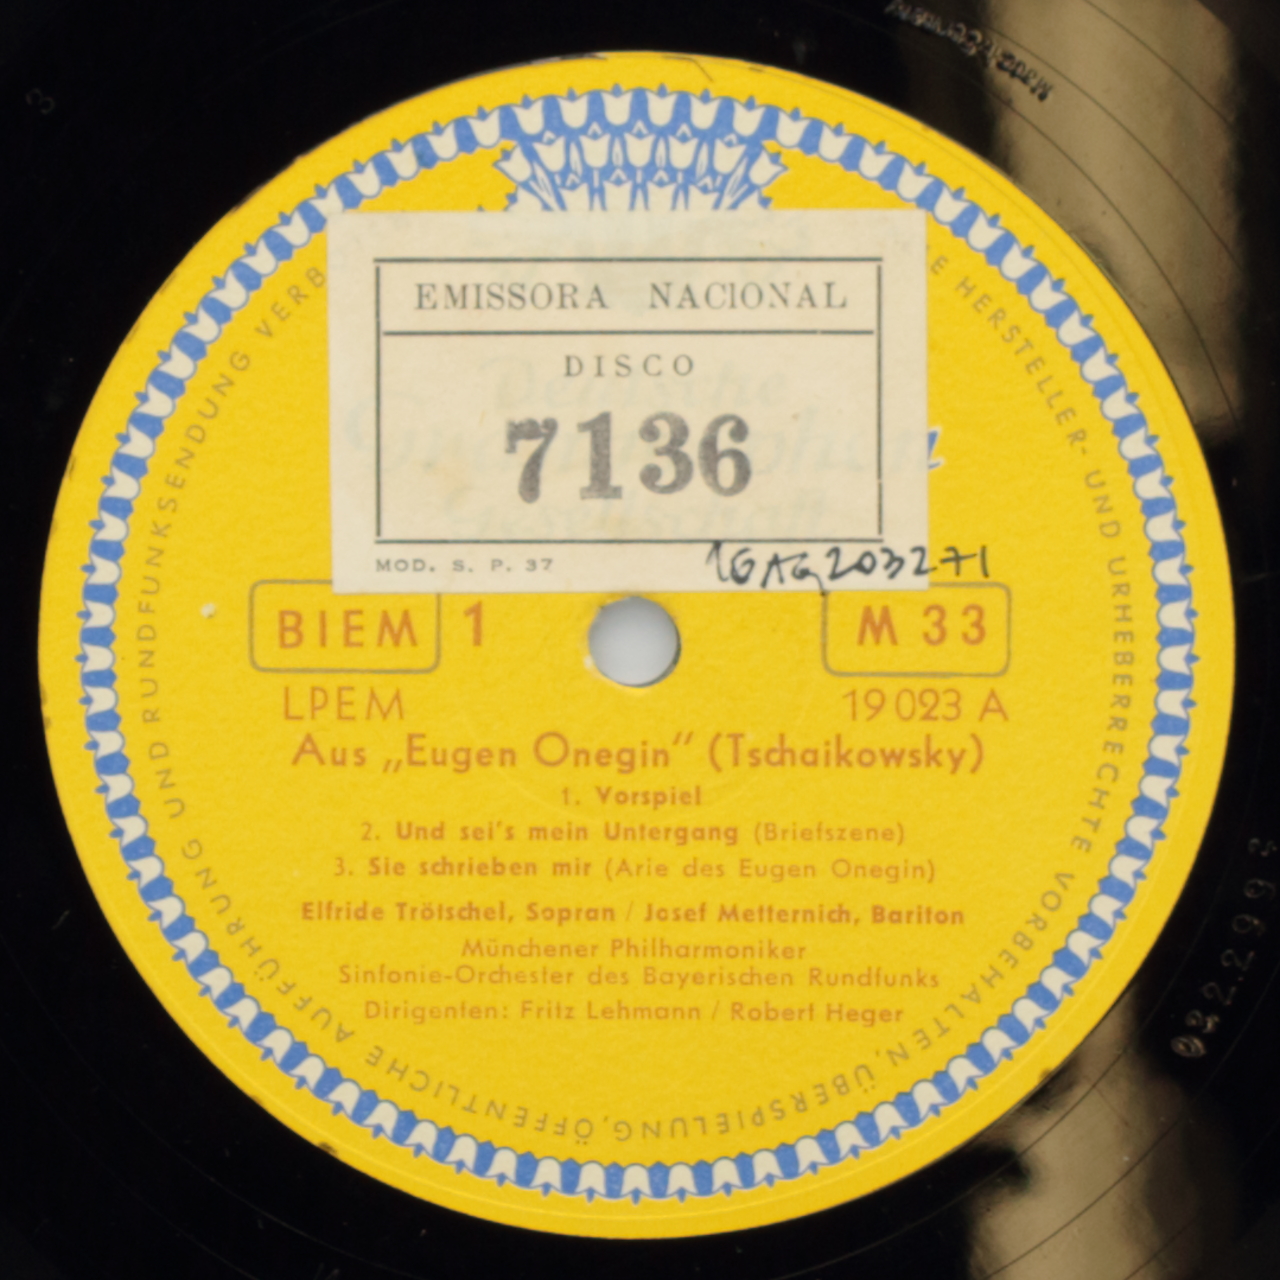 EMISSORA NACIONAL
DISCO
7136
MOD. S. P. 37
BIEM 1
M 33
LPEM
19 023 A
Aus „Eugen Onegin“ (Tschaikowsky)
1. Vorspiel
2. Und sei's mein Untergang (Briefszene)
3. Sie schrieben mir (Arie des Eugen Onegin)
Elfride Trötschel, Sopran / Josef Metternich, Bariton
Münchener Philharmoniker
Sinfonie-Orchester des Bayerischen Rundfunks
Dirigenten: Fritz Lehmann / Robert Heger
HERSTELLER- UND URHEBERRECHTE VORBEHALTEN, ÜBERSPIELUNG, ÖFFENTLICHE AUFFÜHRUNG UND RUNDFUNKSENDUNG
Made in Germany